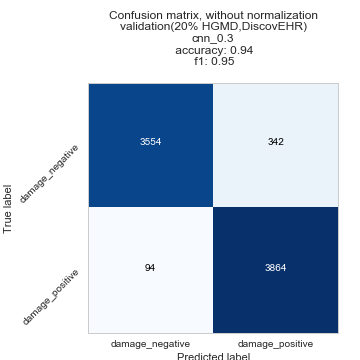 Confusion matrix, without normalization
validation(20% HGMD,DiscovEHR)
cnn_0.3
accuracy: 0.94
f1: 0.95
True label
damage_negative
3554
342
damage_positive
94
3864
damage_negative
damage_positive
Predicted label